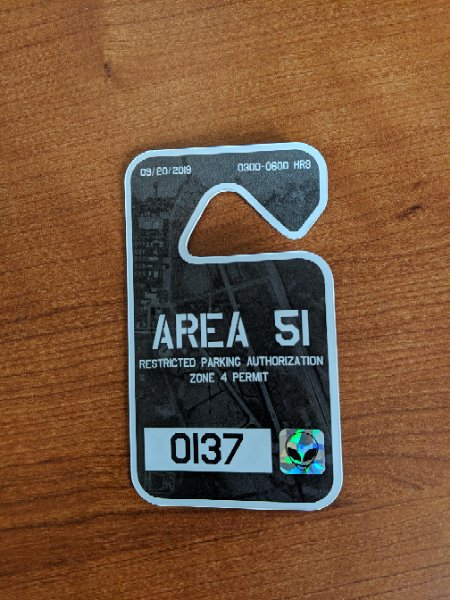 09/20/2019 0300-0600 HRS
AREA 51
RESTRICTED PARKING AUTHORIZATION
ZONE 4 PERMIT
0137